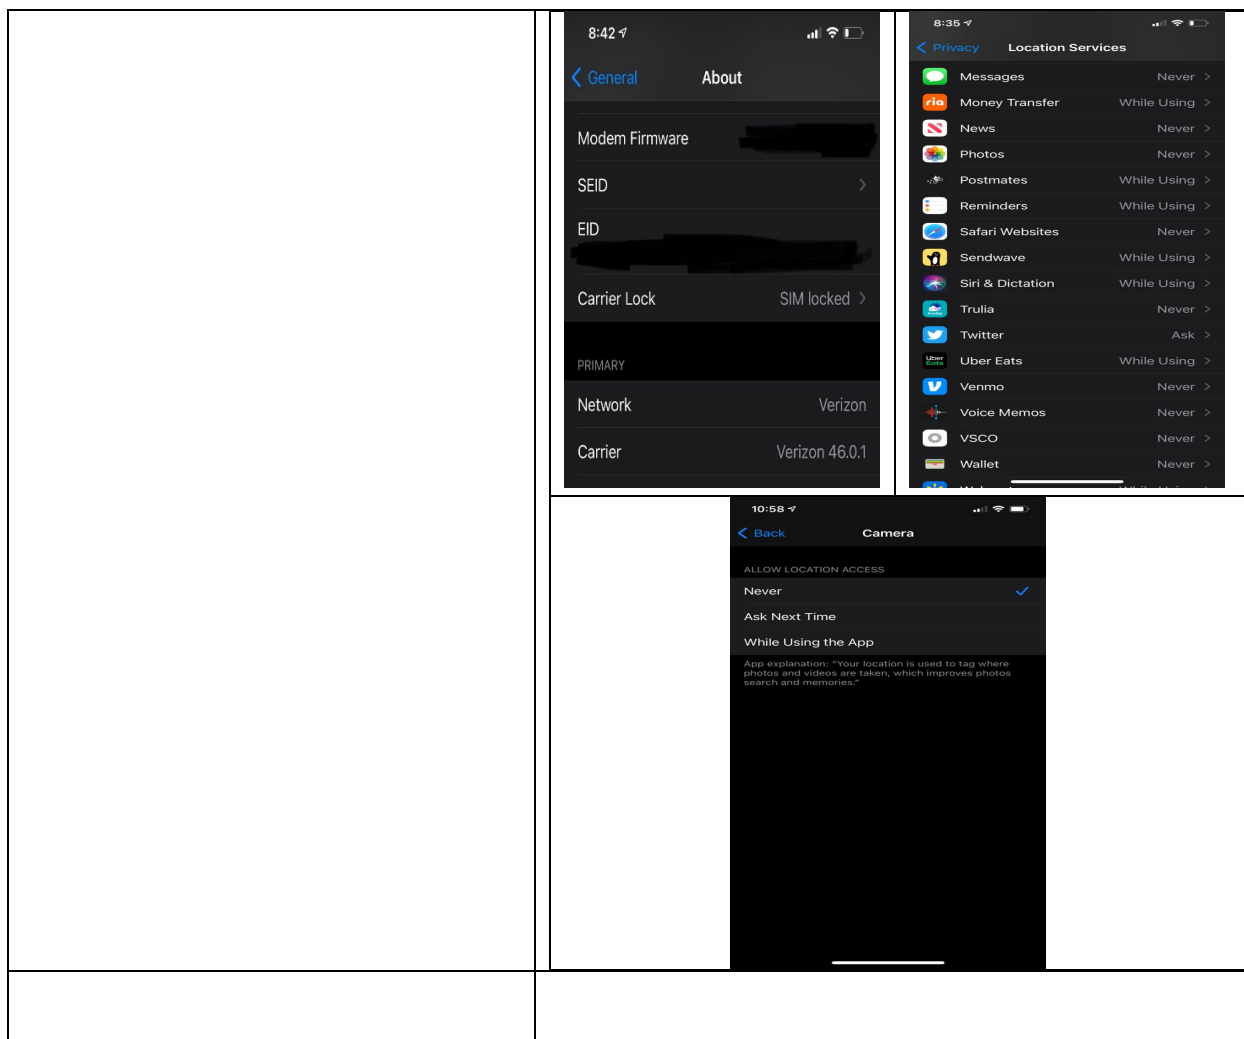 8:42
General About
Modem Firmware
SEID
EID
Carrier Lock SIM locked
PRIMARY
Network Verizon
Carrier Verizon 46.0.1
8:35
Privacy Location Services
Messages Never
ria Money Transfer While Using
News Never
Photos Never
Postmates While Using
Reminders While Using
Safari Websites Never
Sendwave While Using
Siri & Dictation While Using
Trulia Never
Twitter Ask
Uber Eats Uber Eats While Using
Venmo Never
Voice Memos Never
VSCO Never
Wallet Never
10:58
Back Camera
ALLOW LOCATION ACCESS
Never
Ask Next Time
While Using the App
App explanation: "Your location is used to tag where
photos and videos are taken, which improves photos
search and memories."